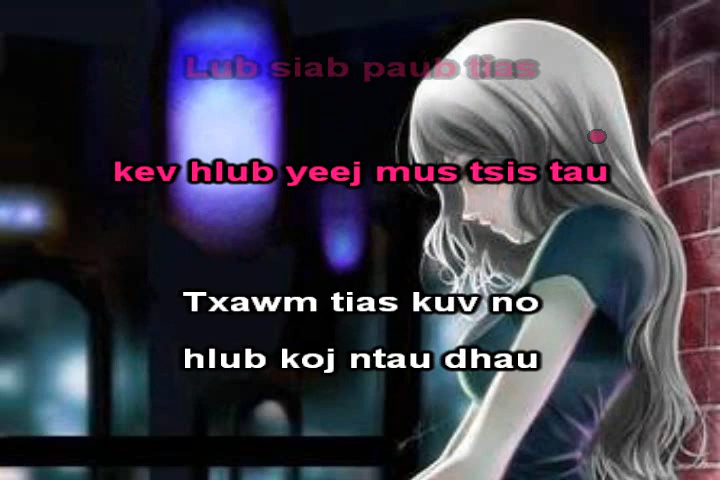 Lub siab paub tias
kev hlub yeej mus tsis tau
Txawm tias kuv no
hlub koj ntau dhau